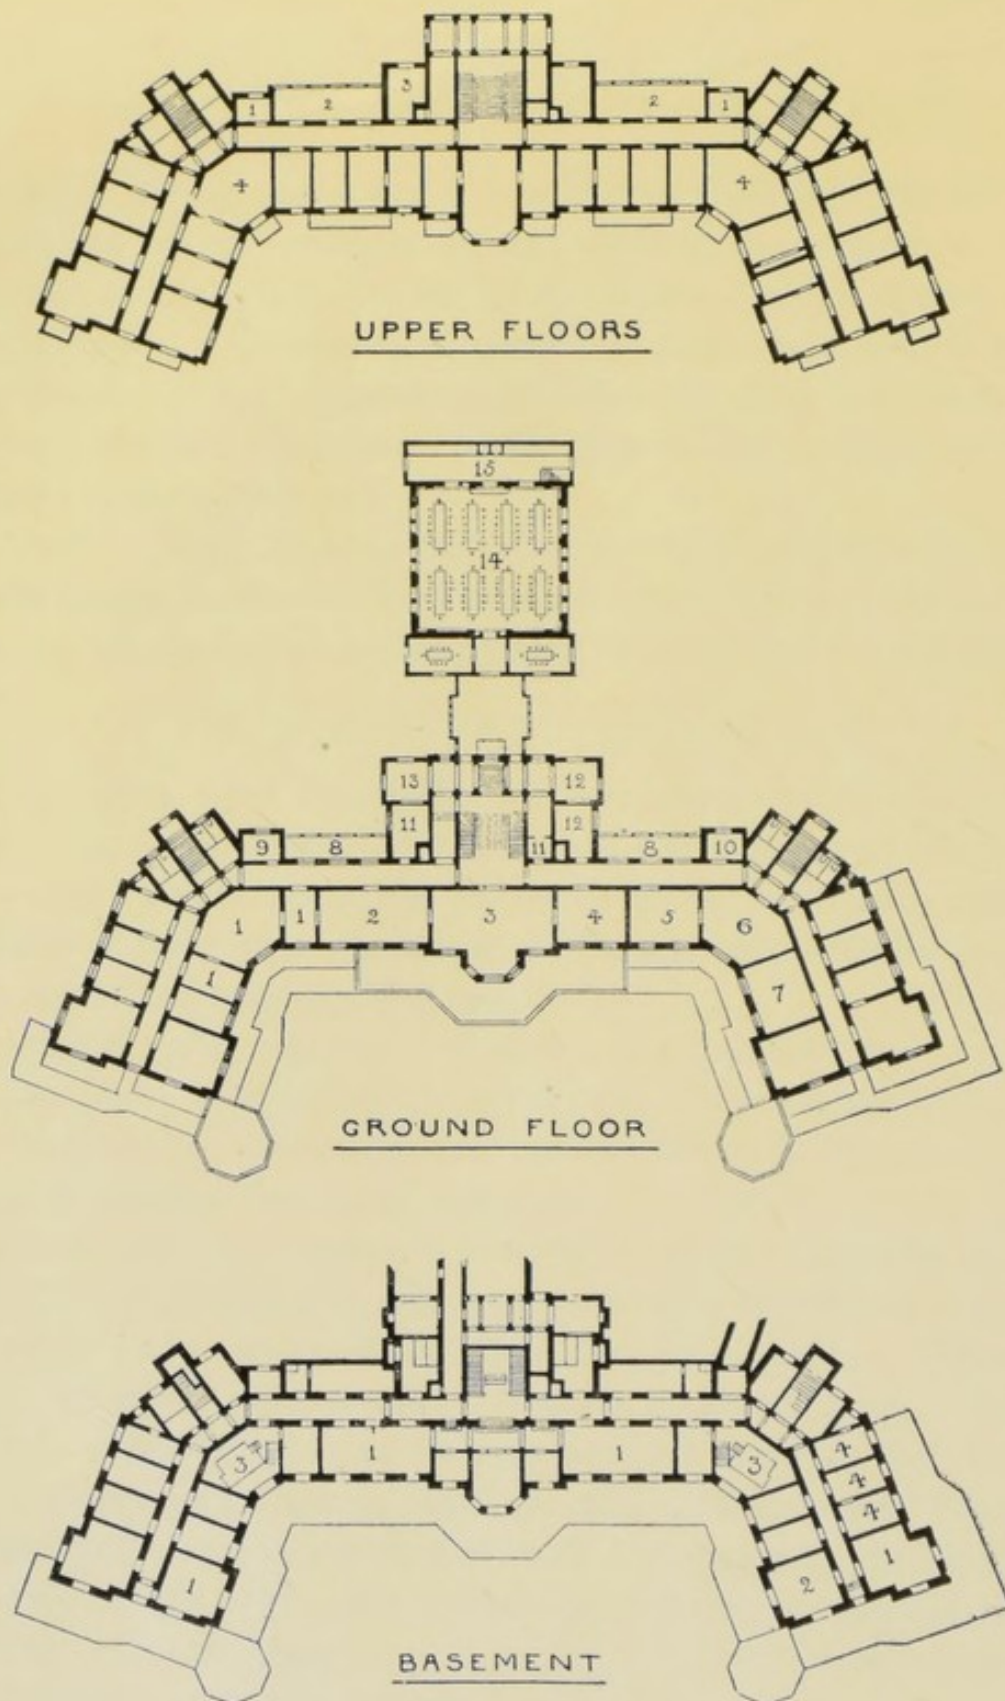 3
1 2 2 1
4 4
UPPER FLOORS
15
14
13 12
11 12
9 8 11 8 10
1 1 2 3 4 5 6
1 7
GROUND FLOOR
3 1 1 3 4
4
4
1 2 1
BASEMENT